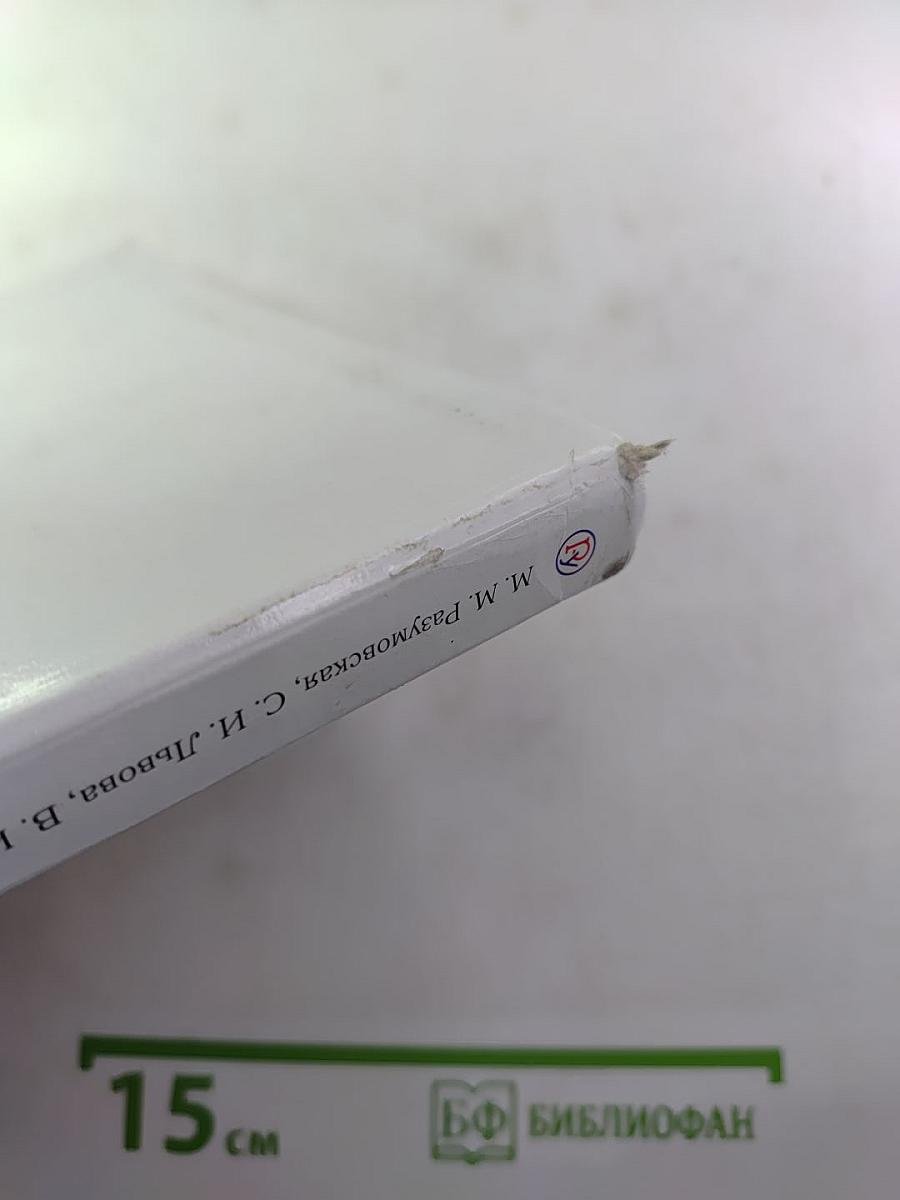 М. М. Разумовская, С. И. Львова, В. И
15 см
БФ БИБЛИОФАН